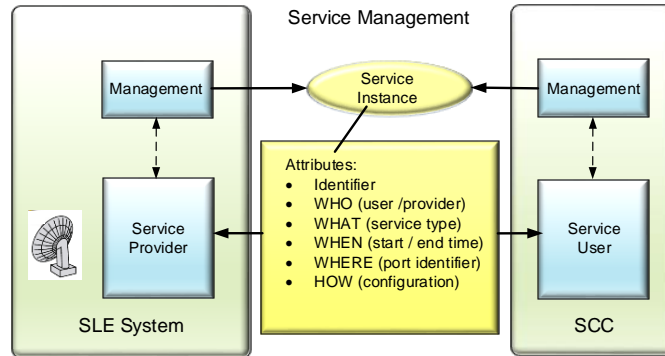 Service Management
Management
Service
Instance
Management
Attributes:
• Identifier
• WHO (user /provider)
• WHAT (service type)
• WHEN (start / end time)
• WHERE (port identifier)
• HOW (configuration)
Service
Provider
Service
User
SLE System
SCC